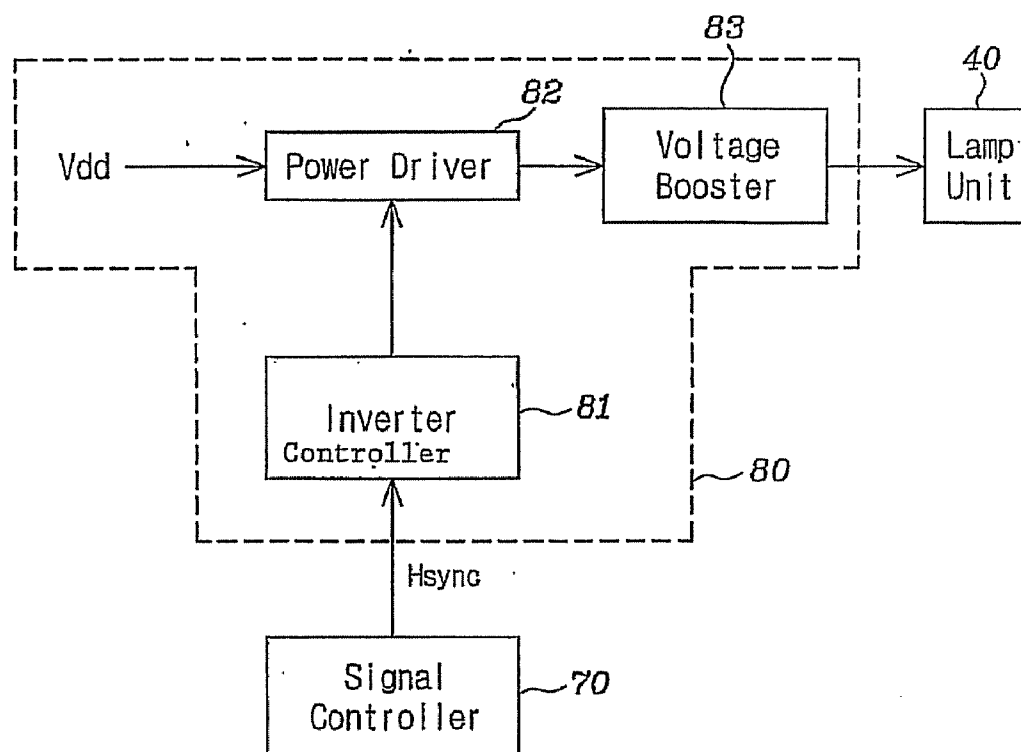 83
40
82
Vdd
Power Driver
Voltage
Booster
Lamp
Unit
81
Inverter
Controller
80
Hsync
70
Signal
Controller